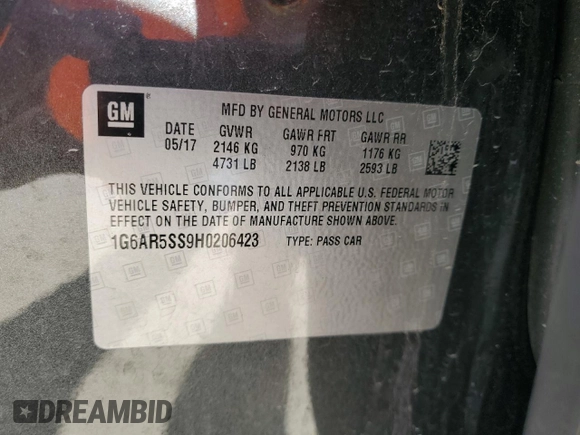 GM
MFD BY GENERAL MOTORS LLC
DATE GVWR GAWR FRT GAWR RR
05/17 2146 KG 970 KG 1176 KG
4731 LB 2138 LB 2593 LB
THIS VEHICLE CONFORMS TO ALL APPLICABLE U.S. FEDERAL MOTOR
VEHICLE SAFETY, BUMPER, AND THEFT PREVENTION STANDARDS IN
EFFECT ON THE DATE OF MANUFACTURE SHOWN ABOVE.
1G6AR5SS9H0206423 TYPE: PASS CAR
DREAMBID